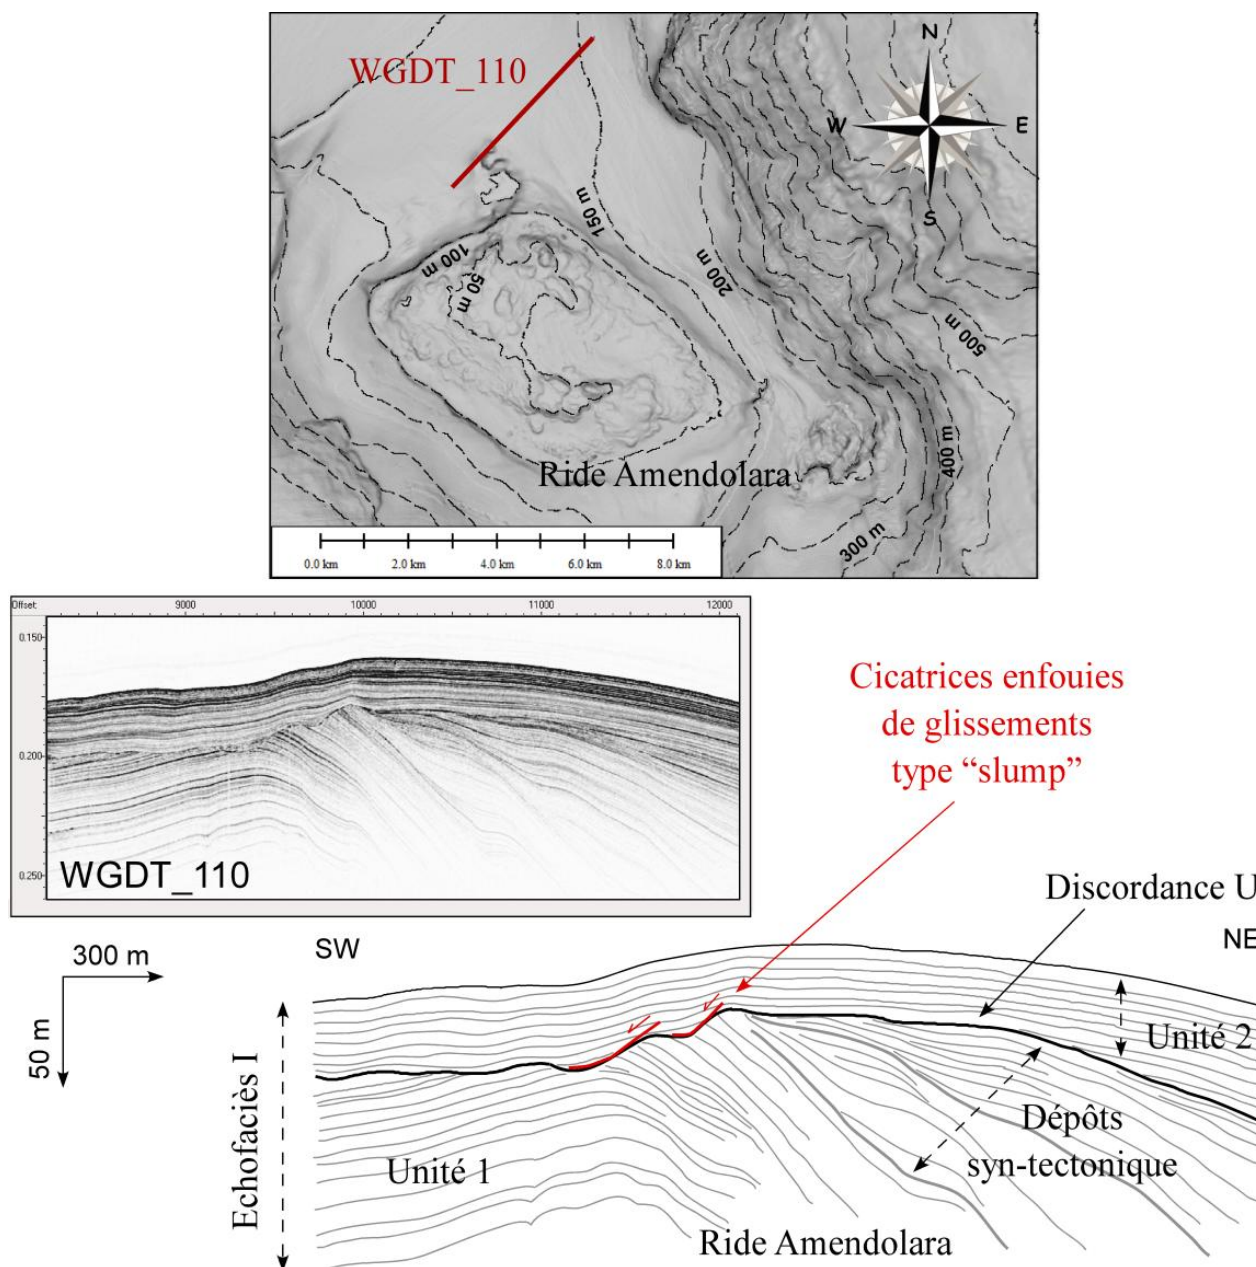 N
WGDT_110
W
E
S
150 m
100 m
50 m
200 m
500 m
400 m
Ride Amendolara
300 m
0.0 km 2.0 km 4.0 km 6.0 km 8.0 km
Offset: 9000 10000 11000 12000
0.150
0.200
0.250
WGDT_110
Cicatrices enfouies
de glissements
type “slump”
Discordance U
300 m
SW
NE
50 m
Echofaciès I
Unité 2
Unité 1
Dépôts
syn-tectonique
Ride Amendolara